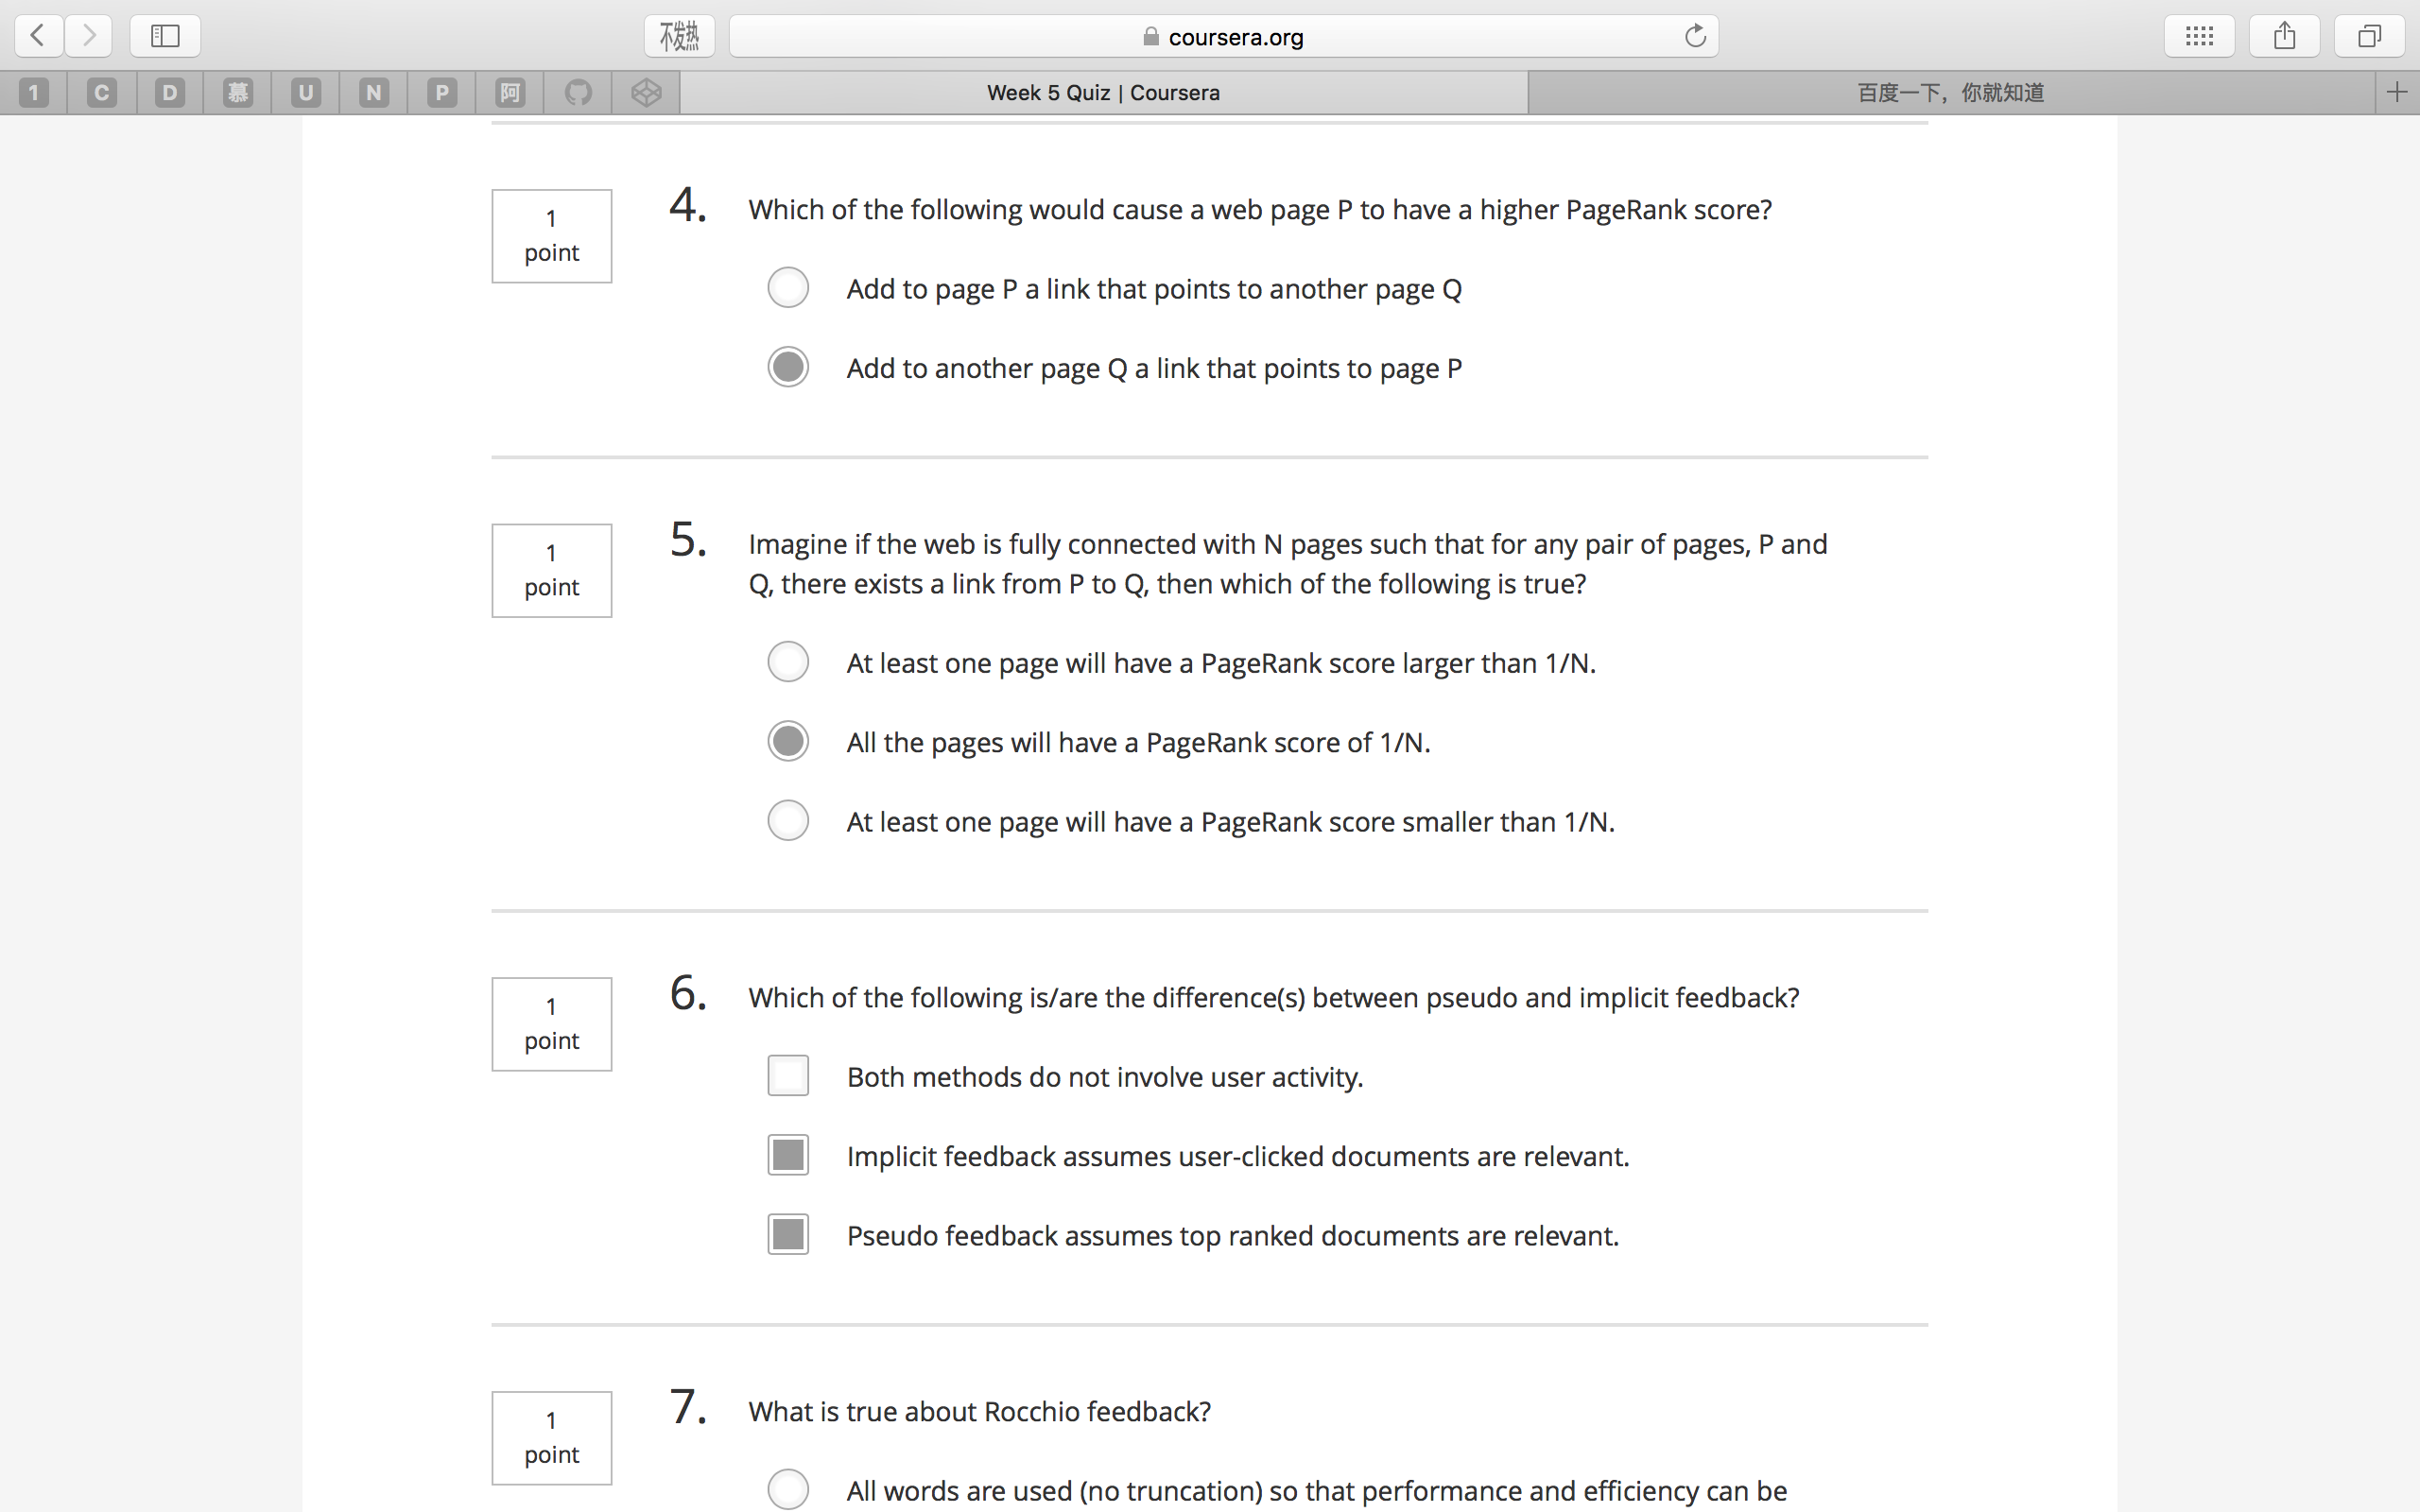 不发热
coursera.org
1 C D 慕 U N P 阿
Week 5 Quiz | Coursera
百度一下，你就知道
1
point
4.
Which of the following would cause a web page P to have a higher PageRank score?
Add to page P a link that points to another page Q
Add to another page Q a link that points to page P
1
point
5.
Imagine if the web is fully connected with N pages such that for any pair of pages, P and
Q, there exists a link from P to Q, then which of the following is true?
At least one page will have a PageRank score larger than 1/N.
All the pages will have a PageRank score of 1/N.
At least one page will have a PageRank score smaller than 1/N.
1
point
6.
Which of the following is/are the difference(s) between pseudo and implicit feedback?
Both methods do not involve user activity.
Implicit feedback assumes user-clicked documents are relevant.
Pseudo feedback assumes top ranked documents are relevant.
1
point
7.
What is true about Rocchio feedback?
All words are used (no truncation) so that performance and efficiency can be